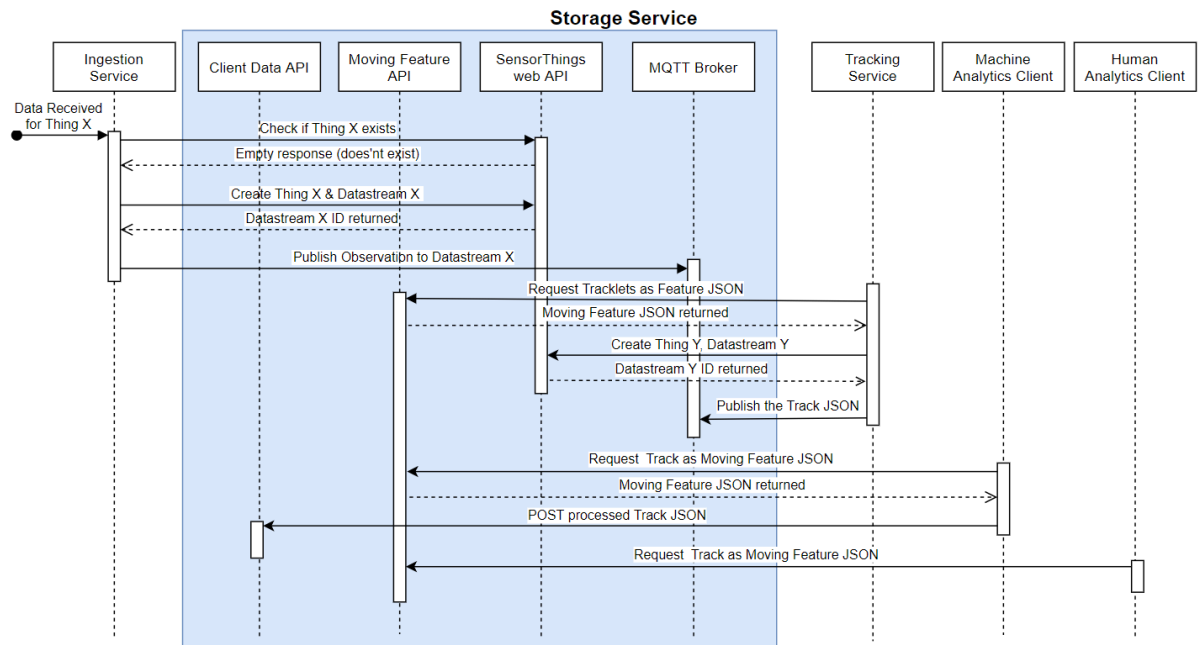 Storage Service
Ingestion
Service
Client Data API
Moving Feature
API
SensorThings
web API
MQTT Broker
Tracking
Service
Machine
Analytics Client
Human
Analytics Client
Data Received
for Thing X
Check if Thing X exists
Empty response (does'nt exist)
Create Thing X & Datastream X
Datastream X ID returned
Publish Observation to Datastream X
Request Tracklets as Feature JSON
Moving Feature JSON returned
Create Thing Y, Datastream Y
Datastream Y ID returned
Publish the Track JSON
Request Track as Moving Feature JSON
Moving Feature JSON returned
POST processed Track JSON
Request Track as Moving Feature JSON